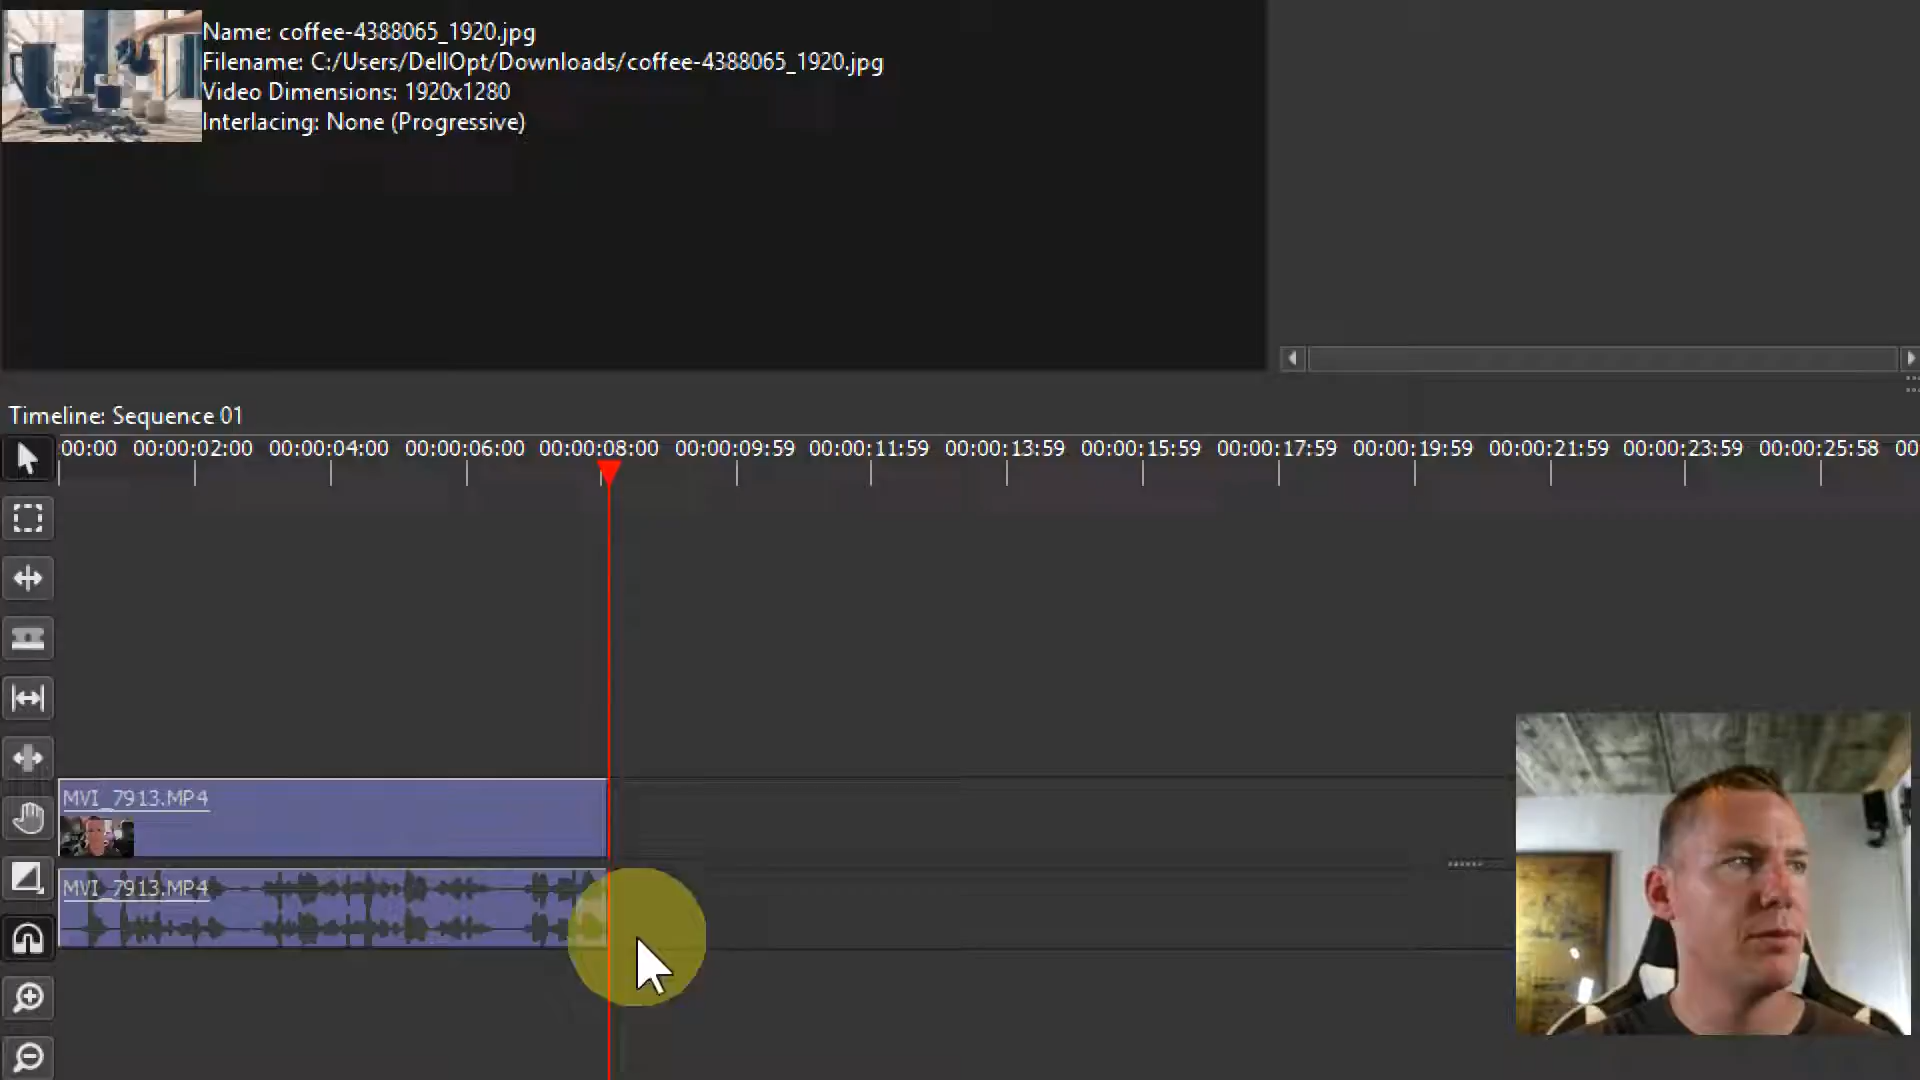 Name: coffee-4388065_1920.jpg
Filename: C:/Users/DellOpt/Downloads/coffee-4388065_1920.jpg
Video Dimensions: 1920x1280
Interlacing: None (Progressive)
Timeline: Sequence 01
00:00 00:00:02:00 00:00:04:00 00:00:06:00 00:00:08:00 00:00:09:59 00:00:11:59 00:00:13:59 00:00:15:59 00:00:17:59 00:00:19:59 00:00:21:59 00:00:23:59 00:00:25:58 00
MVI_7913.MP4
MVI_7913.MP4